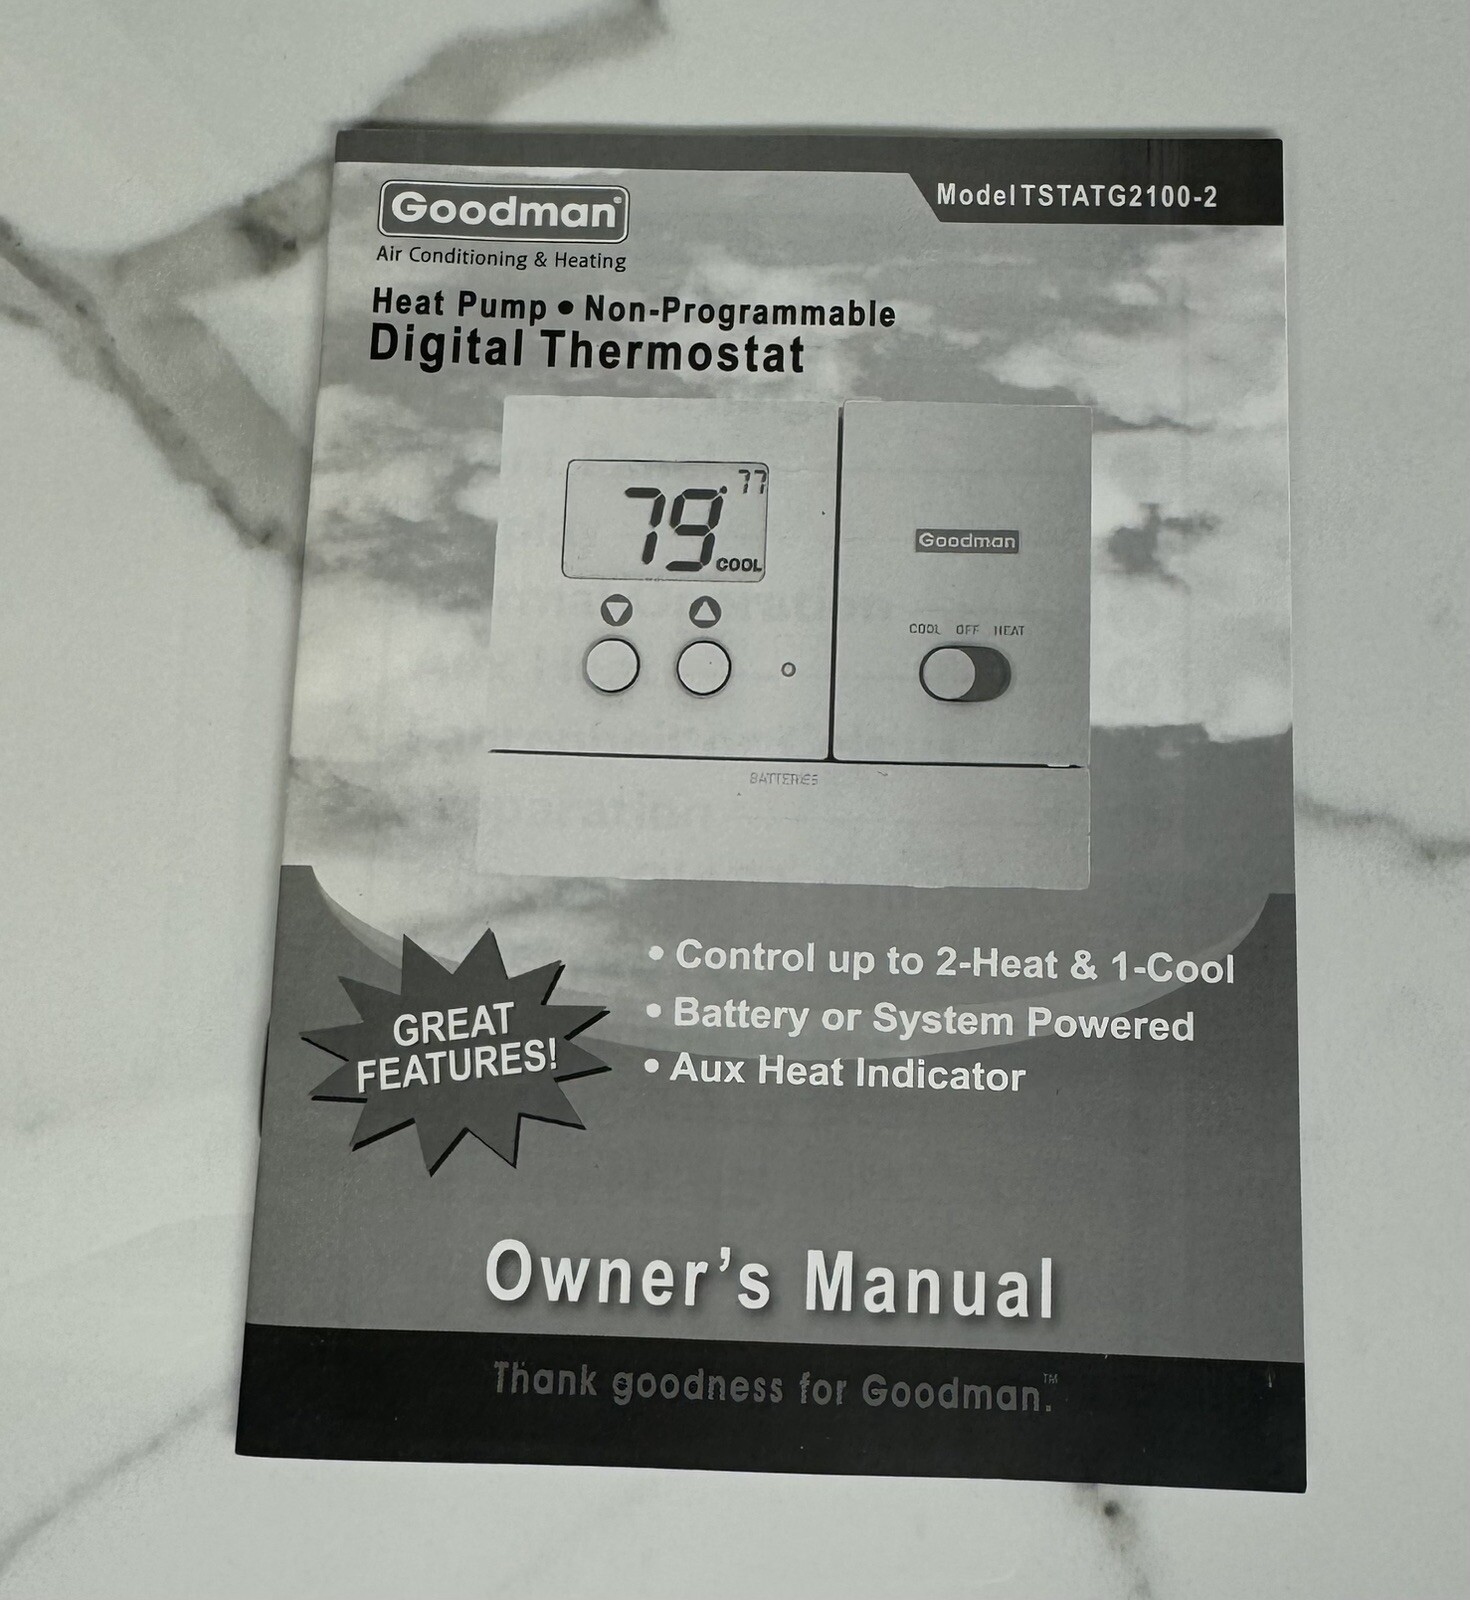 Goodman®
Air Conditioning & Heating
Model TSTATG2100-2
Heat Pump • Non-Programmable
Digital Thermostat
77
79°
COOL
Goodman
COOL OFF HEAT
BATTERIES
GREAT
FEATURES!
• Control up to 2-Heat & 1-Cool
• Battery or System Powered
• Aux Heat Indicator
Owner's Manual
Thank goodness for Goodman.™